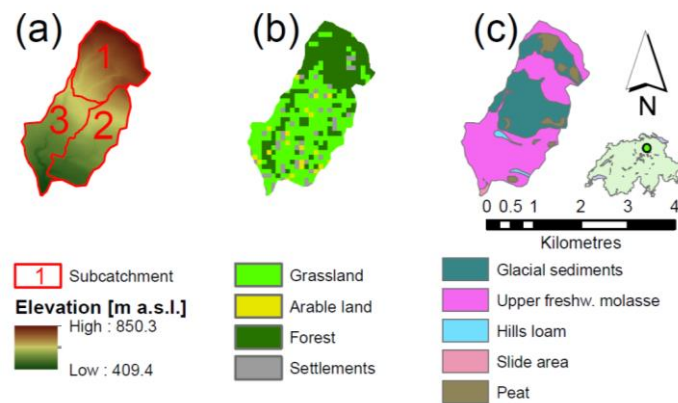 (a)
(b)
(c)
1
3
2
N
0 0.5 1 2 3 4
Kilometres
1 Subcatchment
Elevation [m a.s.l.]
High : 850.3
Low : 409.4
Grassland
Arable land
Forest
Settlements
Glacial sediments
Upper freshw. molasse
Hills loam
Slide area
Peat